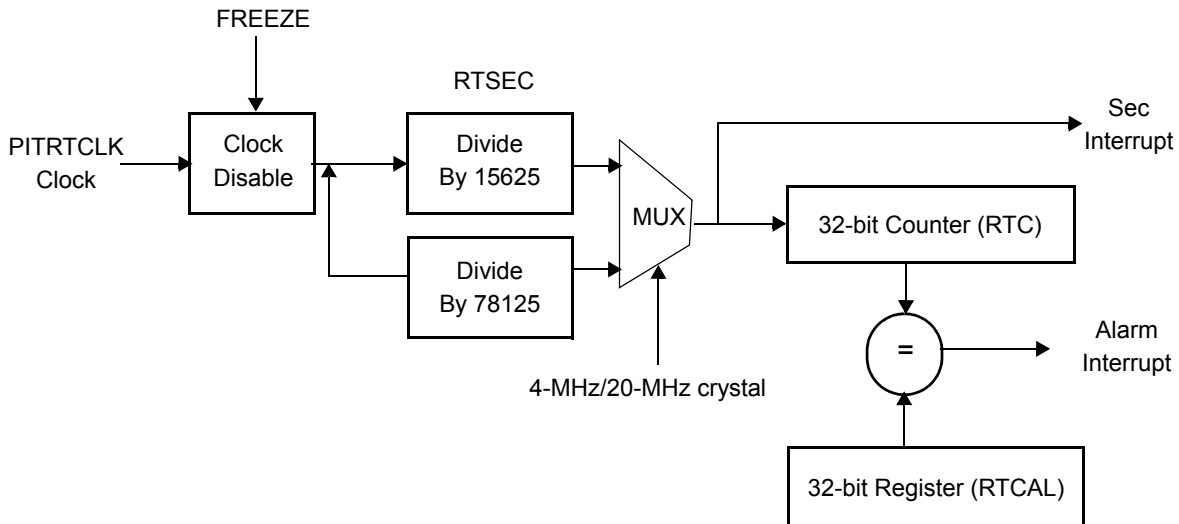 FREEZE
RTSEC
PITRTCLK
Clock
Clock
Disable
Divide
By 15625
Divide
By 78125
MUX
4-MHz/20-MHz crystal
Sec
Interrupt
32-bit Counter (RTC)
=
Alarm
Interrupt
32-bit Register (RTCAL)